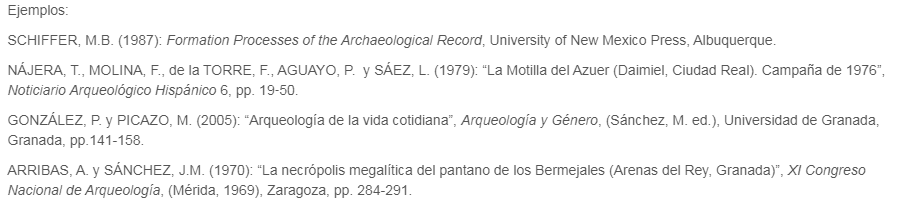 Ejemplos:
SCHIFFER, M.B. (1987): Formation Processes of the Archaeological Record, University of New Mexico Press, Albuquerque.
NÁJERA, T., MOLINA, F., de la TORRE, F., AGUAYO, P.  y SÁEZ, L. (1979): “La Motilla del Azuer (Daimiel, Ciudad Real). Campaña de 1976”,
Noticiario Arqueológico Hispánico 6, pp. 19-50.
GONZÁLEZ, P. y PICAZO, M. (2005): “Arqueología de la vida cotidiana”, Arqueología y Género, (Sánchez, M. ed.), Universidad de Granada,
Granada, pp.141-158.
ARRIBAS, A. y SÁNCHEZ, J.M. (1970): “La necrópolis megalítica del pantano de los Bermejales (Arenas del Rey, Granada)”, XI Congreso
Nacional de Arqueología, (Mérida, 1969), Zaragoza, pp. 284-291.